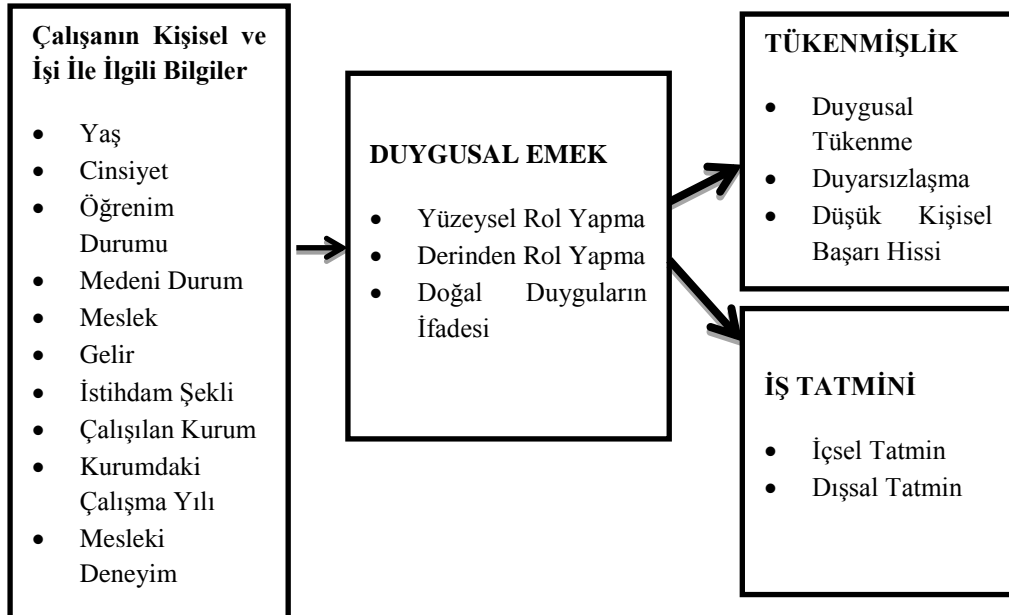 Çalışanın Kişisel ve
İşi İle İlgili Bilgiler
• Yaş
• Cinsiyet
• Öğrenim
Durumu
• Medeni Durum
• Meslek
• Gelir
• İstihdam Şekli
• Çalışılan Kurum
• Kurumdaki
Çalışma Yılı
• Mesleki
Deneyim
DUYGUSAL EMEK
• Yüzeysel Rol Yapma
• Derinden Rol Yapma
• Doğal Duyguların
İfadesi
TÜKENMİŞLİK
• Duygusal
Tükenme
• Duyarsızlaşma
• Düşük Kişisel
Başarı Hissi
İŞ TATMİNİ
• İçsel Tatmin
• Dışsal Tatmin